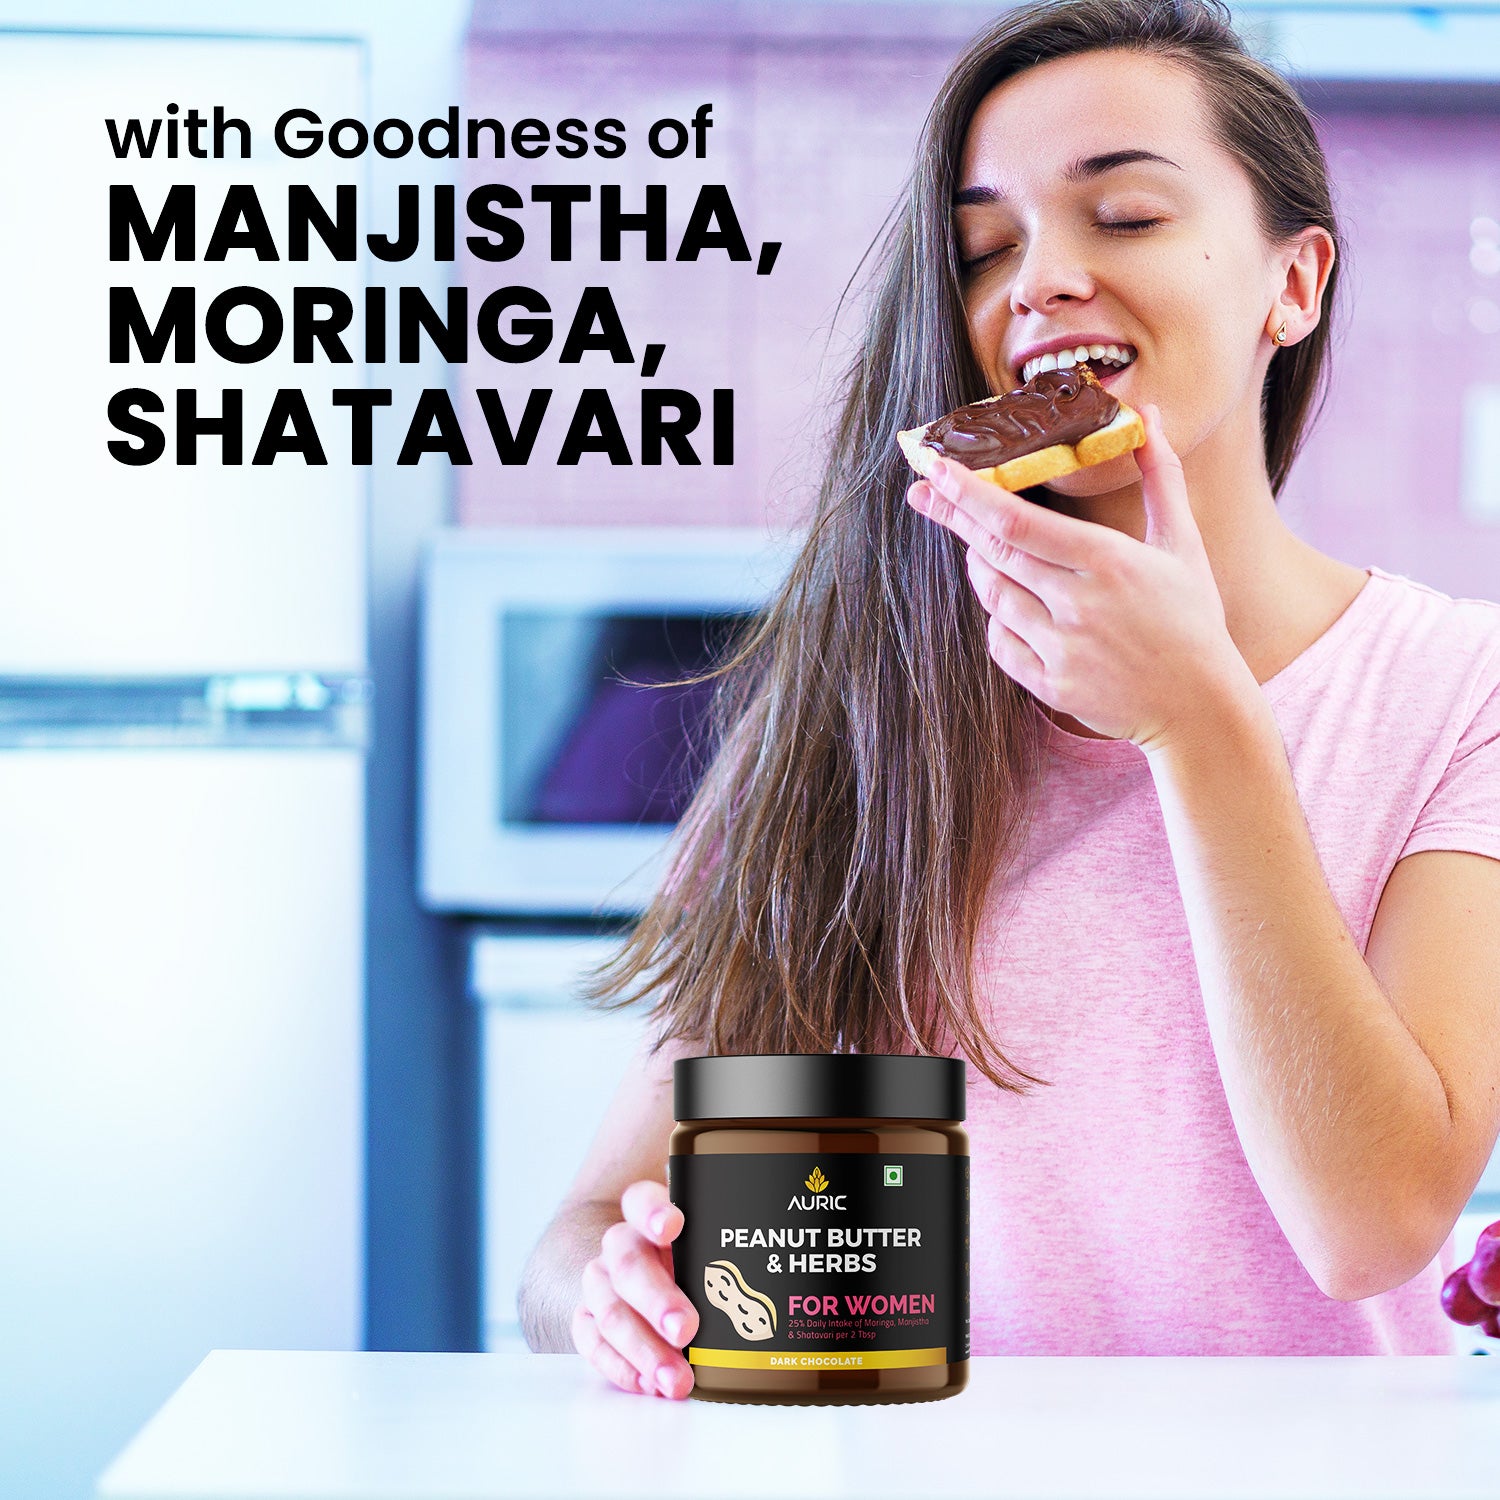 with Goodness of
MANJISTHA,
MORINGA,
SHATAVARI
AURIC
PEANUT BUTTER
& HERBS
FOR WOMEN
25% Daily Intake of Moringa, Manjistha
& Shatavari per 2 Tbsp
DARK CHOCOLATE